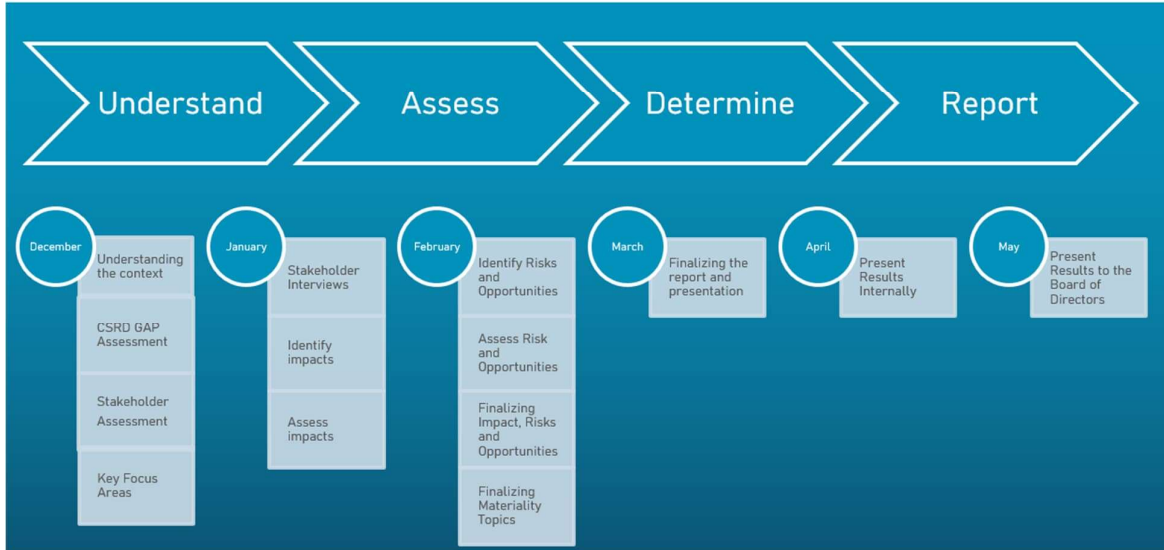 Understand
Assess
Determine
Report
December
Understanding
the context
CSRD GAP
Assessment
Stakeholder
Assessment
Key Focus
Areas
January
Stakeholder
Interviews
Identify
impacts
Assess
impacts
February
Identify Risks
and
Opportunities
Assess Risk
and
Opportunities
Finalizing
Impact, Risks
and
Opportunities
Finalizing
Materiality
Topics
March
Finalizing the
report and
presentation
April
Present
Results
Internally
May
Present
Results to the
Board of
Directors